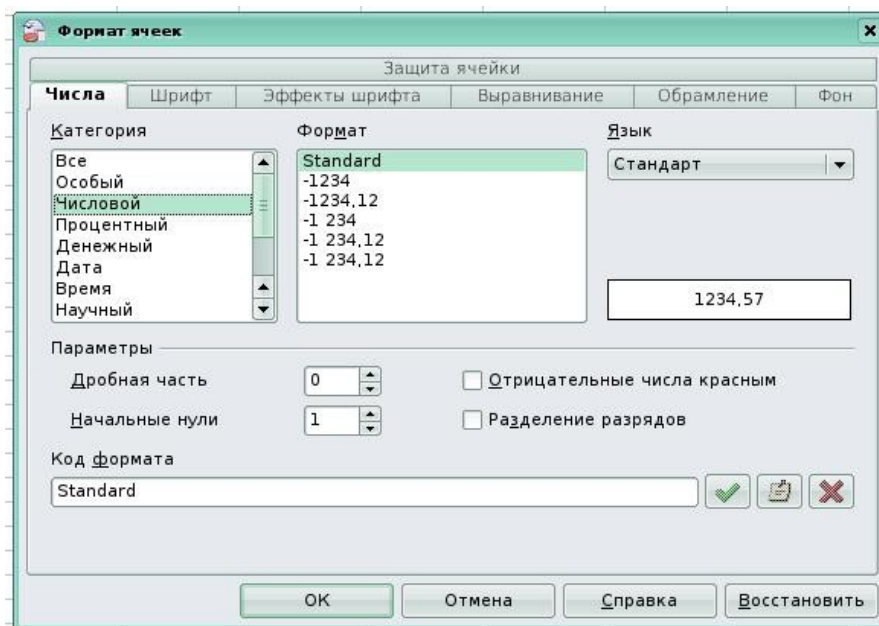 Формат ячеек
Защита ячейки
Числа Шрифт Эффекты шрифта Выравнивание Обрамление Фон
Категория Формат Язык
Все
Особый
Числовой
Процентный
Денежный
Дата
Время
Научный
Standard
-1234
-1234,12
-1 234
-1 234,12
-1 234,12
Стандарт
1234,57
Параметры
Дробная часть 0 Отрицательные числа красным
Начальные нули 1 Разделение разрядов
Код формата
Standard
OK Отмена Справка Восстановить